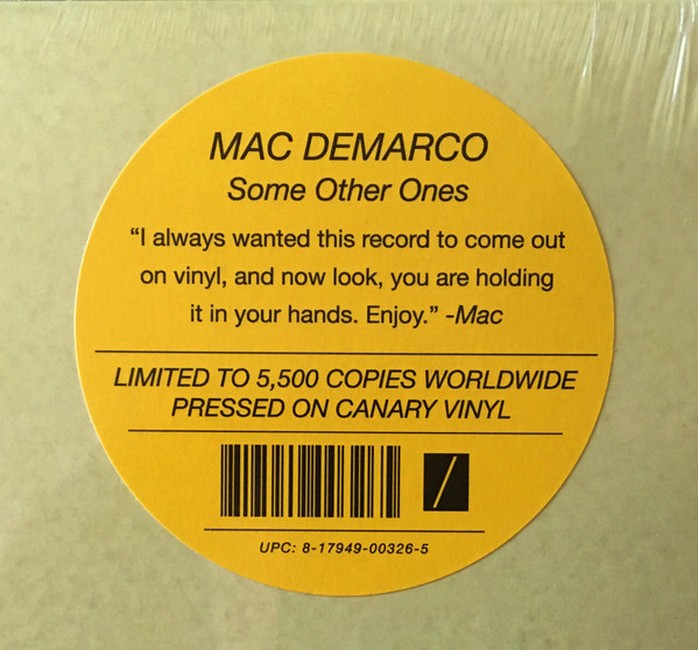 MAC DEMARCO
Some Other Ones
“I always wanted this record to come out
on vinyl, and now look, you are holding
it in your hands. Enjoy.” -Mac
LIMITED TO 5,500 COPIES WORLDWIDE
PRESSED ON CANARY VINYL
UPC: 8-17949-00326-5